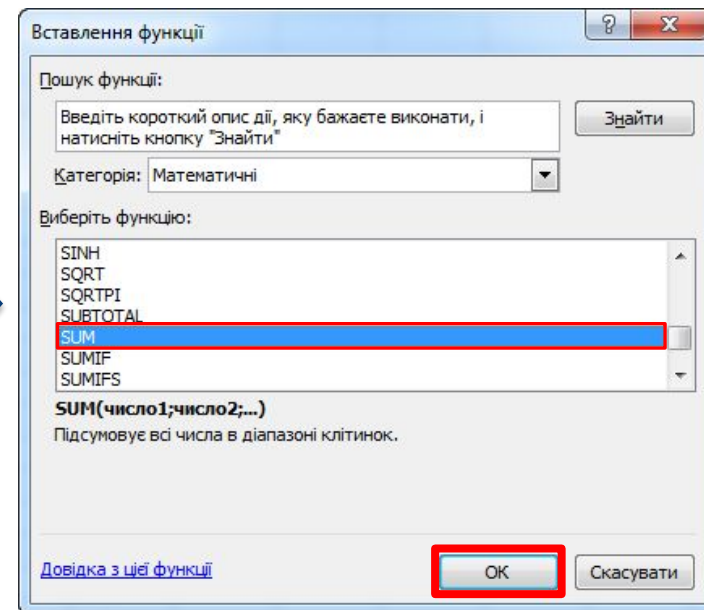 Вставлення функції
Пошук функції:
Введіть короткий опис дії, яку бажаєте виконати, і
натисніть кнопку "Знайти"
Знайти
Категорія: Математичні
Виберіть функцію:
SINH
SQRT
SQRTPI
SUBTOTAL
SUM
SUMIF
SUMIFS
SUM(число1;число2;...)
Підсумовує всі числа в діапазоні клітинок.
Довідка з цієї функції
ОК
Скасувати